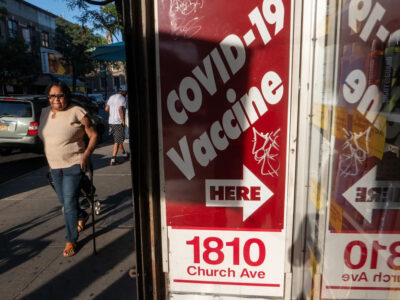 COVID-19
Vaccine
HERE
1810
Church Ave